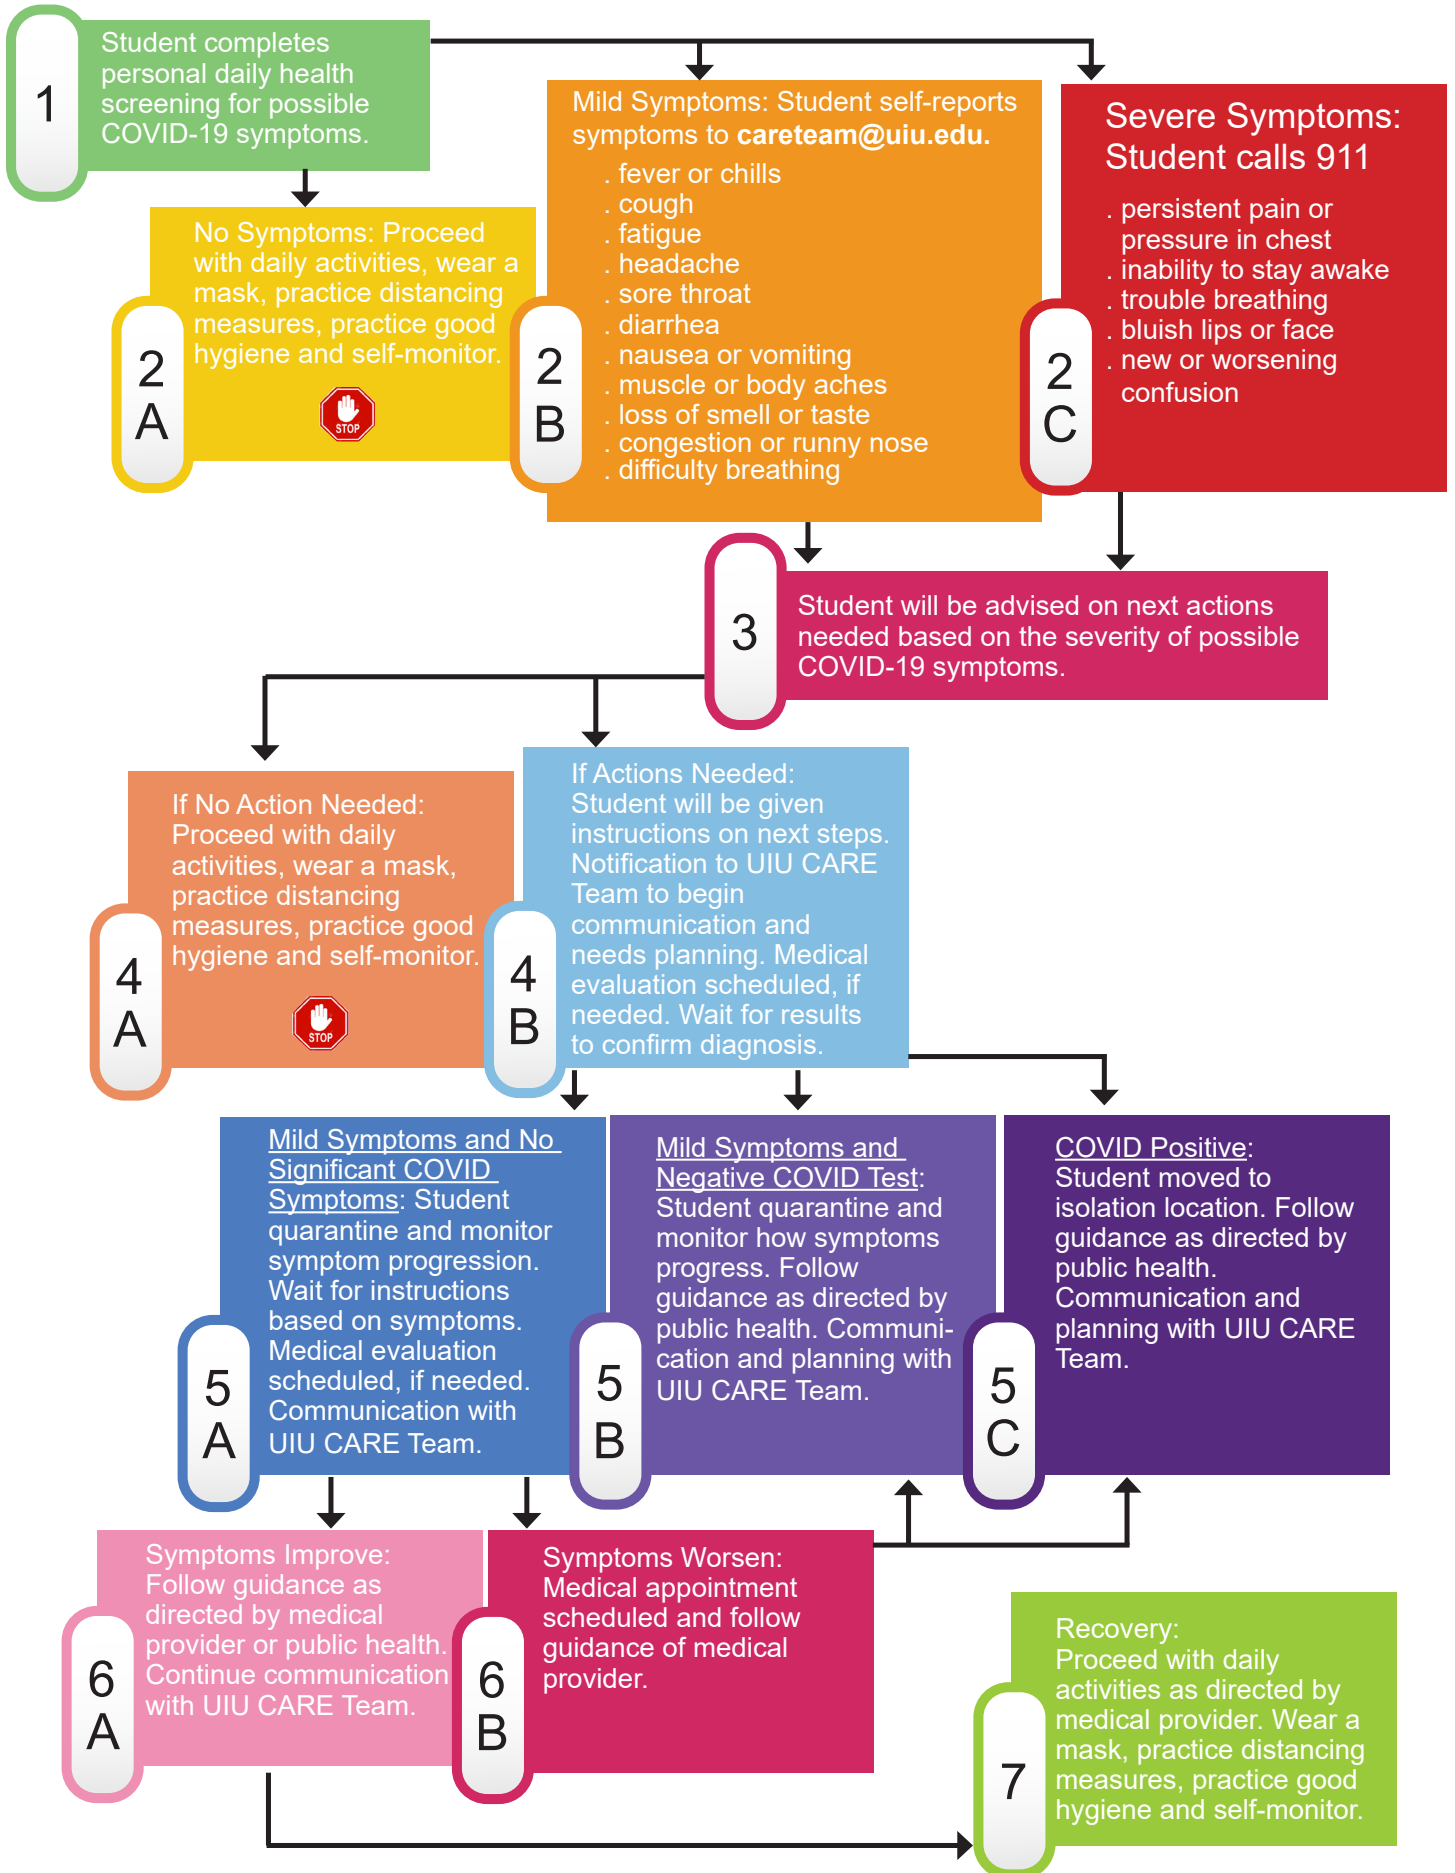 1
Student completes
personal daily health
screening for possible
COVID-19 symptoms.
2
A
No Symptoms: Proceed
with daily activities, wear a
mask, practice distancing
measures, practice good
hygiene and self-monitor.
STOP
2
B
Mild Symptoms: Student self-reports
symptoms to careteam@uiu.edu.
. fever or chills
. cough
. fatigue
. headache
. sore throat
. diarrhea
. nausea or vomiting
. muscle or body aches
. loss of smell or taste
. congestion or runny nose
. difficulty breathing
2
C
Severe Symptoms:
Student calls 911
. persistent pain or
pressure in chest
. inability to stay awake
. trouble breathing
. bluish lips or face
. new or worsening
confusion
3
Student will be advised on next actions
needed based on the severity of possible
COVID-19 symptoms.
4
A
If No Action Needed:
Proceed with daily
activities, wear a mask,
practice distancing
measures, practice good
hygiene and self-monitor.
STOP
4
B
If Actions Needed:
Student will be given
instructions on next steps.
Notification to UIU CARE
Team to begin
communication and
needs planning. Medical
evaluation scheduled, if
needed. Wait for results
to confirm diagnosis.
5
A
Mild Symptoms and No
Significant COVID
Symptoms: Student
quarantine and monitor
symptom progression.
Wait for instructions
based on symptoms.
Medical evaluation
scheduled, if needed.
Communication with
UIU CARE Team.
5
B
Mild Symptoms and
Negative COVID Test:
Student quarantine and
monitor how symptoms
progress. Follow
guidance as directed by
public health. Communi-
cation and planning with
UIU CARE Team.
5
C
COVID Positive:
Student moved to
isolation location. Follow
guidance as directed by
public health.
Communication and
planning with UIU CARE
Team.
6
A
Symptoms Improve:
Follow guidance as
directed by medical
provider or public health.
Continue communication
with UIU CARE Team.
6
B
Symptoms Worsen:
Medical appointment
scheduled and follow
guidance of medical
provider.
7
Recovery:
Proceed with daily
activities as directed by
medical provider. Wear a
mask, practice distancing
measures, practice good
hygiene and self-monitor.